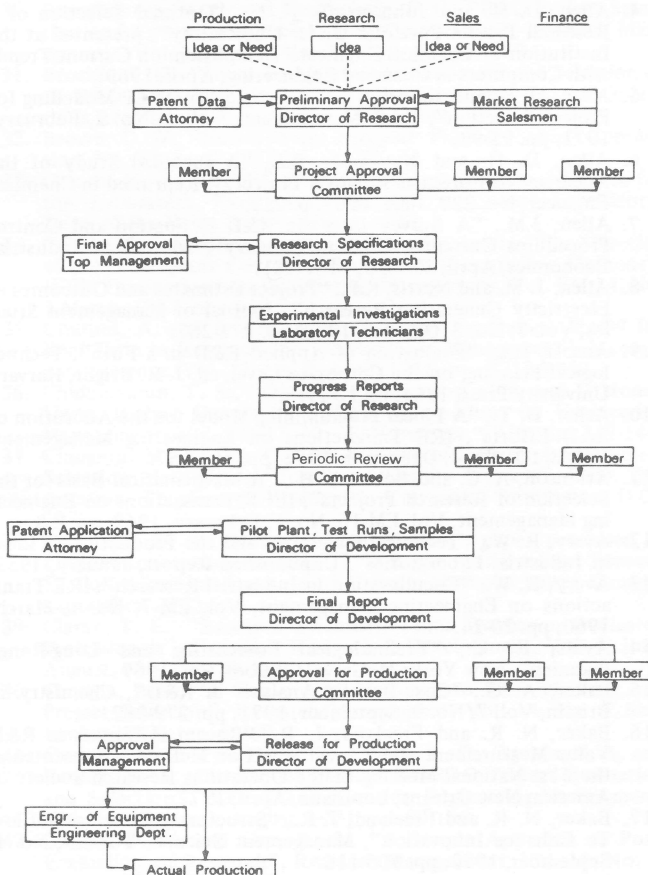 Production Research Sales Finance
Idea or Need Idea Idea or Need
Patent Data Preliminary Approval Market Research
Attorney Director of Research Salesmen
Member Project Approval Member Member
Committee
Final Approval Research Specifications
Top Management Director of Research
Experimental Investigations
Laboratory Technicians
Progress Reports
Director of Research
Member Periodic Review Member Member
Committee
Patent Application Pilot Plant, Test Runs, Samples
Attorney Director of Development
Final Report
Director of Development
Member Approval for Production Member Member Member
Committee
Approval Release for Production
Management Director of Development
Engr. of Equipment
Engineering Dept.
Actual Production